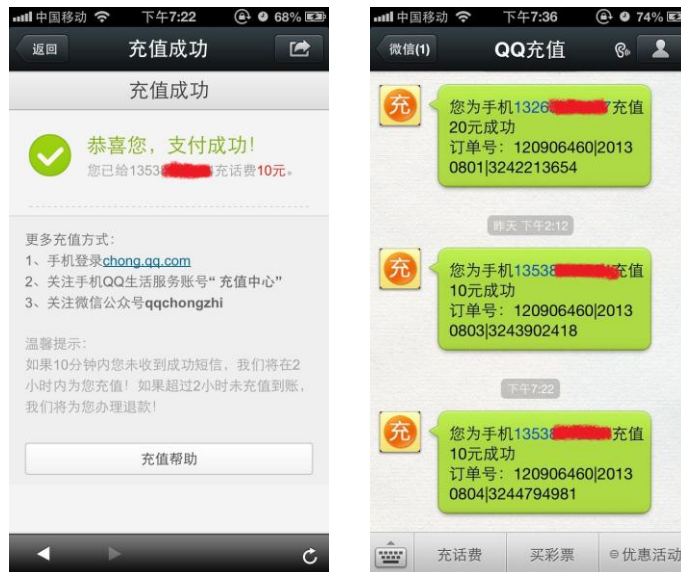 中国移动 下午7:22 68%
返回 充值成功
充值成功
恭喜您，支付成功!
您已给1353 充话费10元。
更多充值方式：
1、手机登录chong.qq.com
2、关注手机QQ生活服务账号“充值中心”
3、关注微信公众号qqchongzhi
温馨提示：
如果10分钟内您未收到成功短信，我们将在2
小时内为您充值！如果超过2小时未充值到账，
我们将为您办理退款！
充值帮助
中国移动 下午7:36 74%
微信(1) QQ充值
充
您为手机1326 7充值
20元成功
订单号：120906460|2013
0801|3242213654
昨天 下午2:12
充
您为手机13538 充值
10元成功
订单号：120906460|2013
0803|3243902418
下午7:22
充
您为手机1353 充值
10元成功
订单号：120906460|2013
0804|3244794981
充话费 买彩票 优惠活动